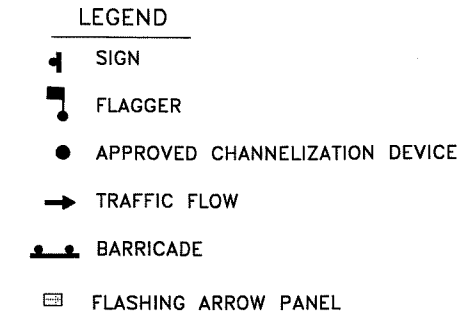 LEGEND
SIGN
FLAGGER
APPROVED CHANNELIZATION DEVICE
TRAFFIC FLOW
BARRICADE
FLASHING ARROW PANEL